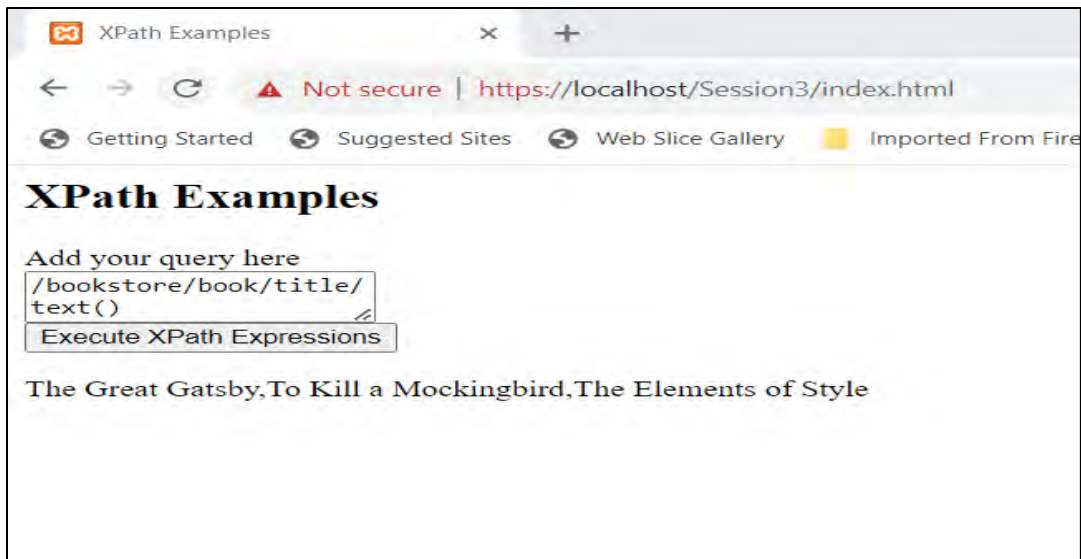 XPath Examples
Not secure | https://localhost/Session3/index.html
Getting Started Suggested Sites Web Slice Gallery Imported From Fire
XPath Examples
Add your query here
/bookstore/book/title/
text()
Execute XPath Expressions
The Great Gatsby,To Kill a Mockingbird,The Elements of Style